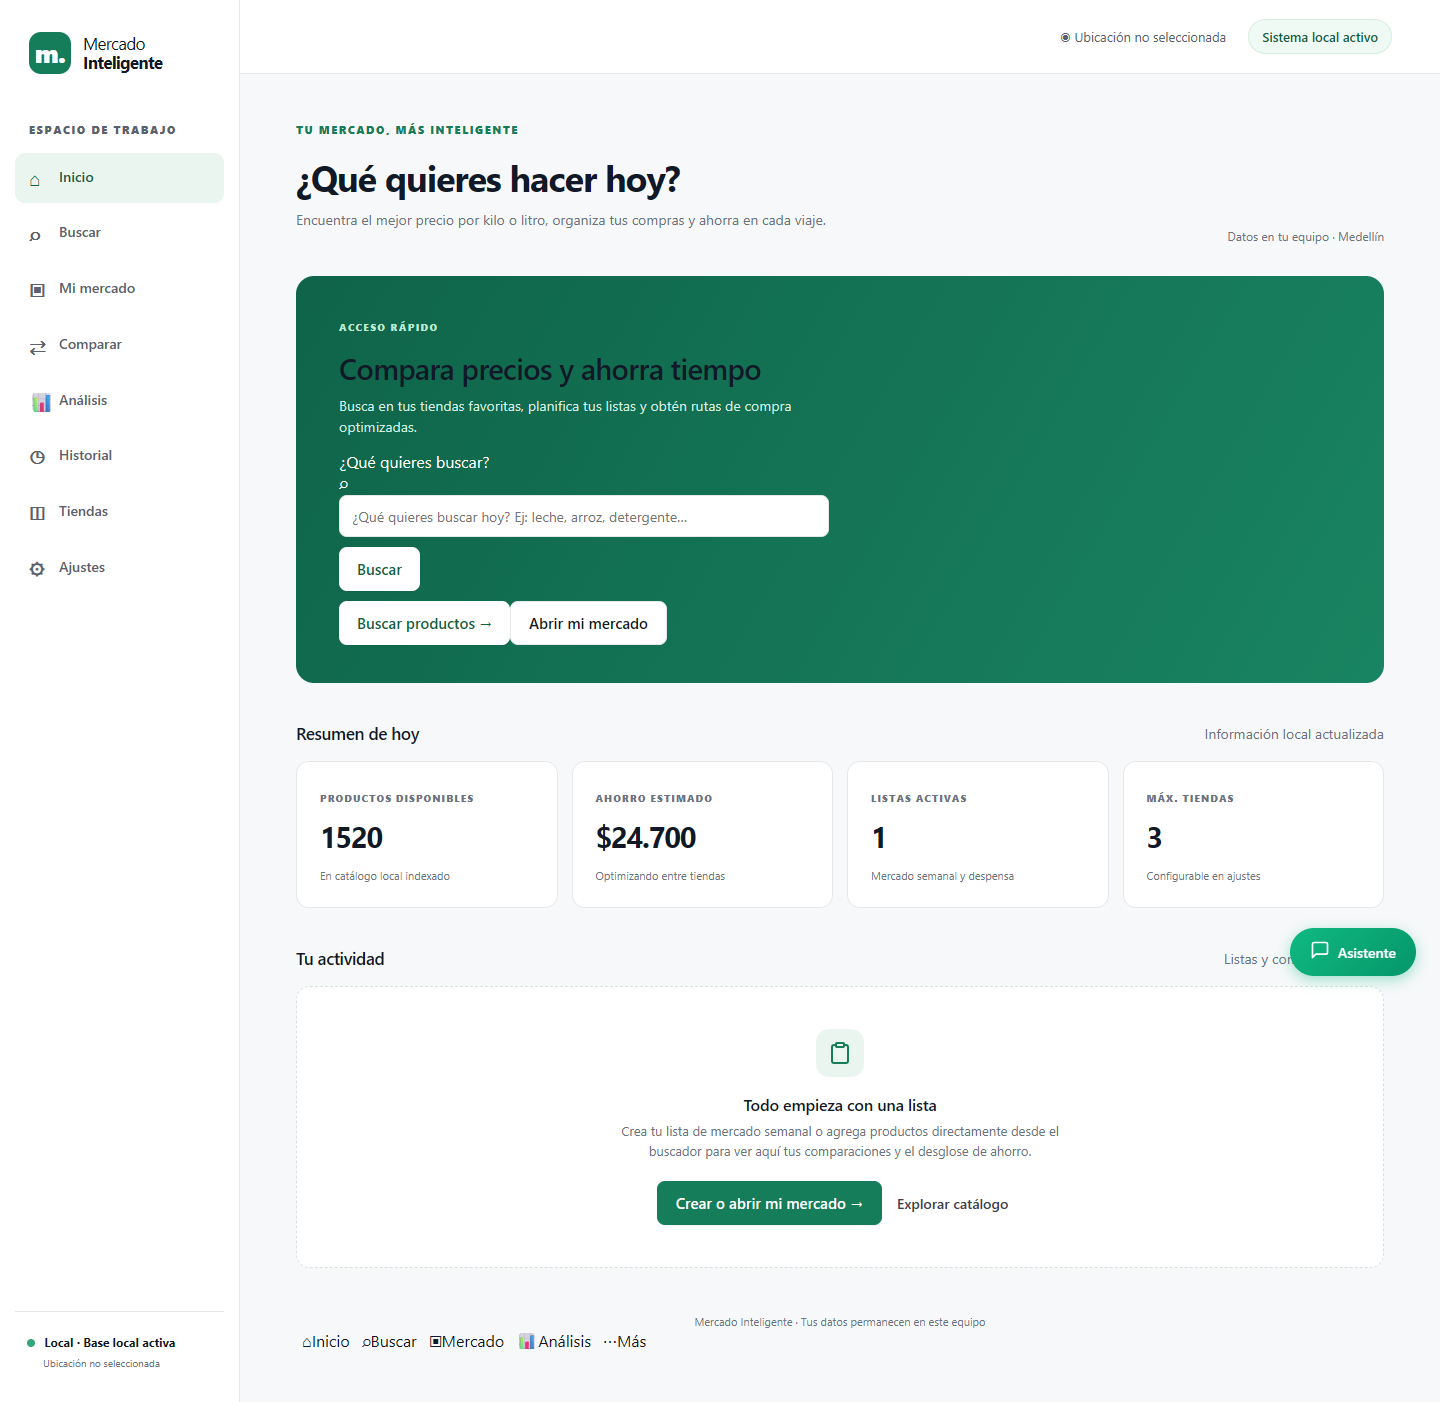 m.
Mercado
Inteligente
ESPACIO DE TRABAJO
Inicio
Buscar
Mi mercado
Comparar
Análisis
Historial
Tiendas
Ajustes
Local · Base local activa
Ubicación no seleccionada
Ubicación no seleccionada
Sistema local activo
TU MERCADO, MÁS INTELIGENTE
¿Qué quieres hacer hoy?
Encuentra el mejor precio por kilo o litro, organiza tus compras y ahorra en cada viaje.
Datos en tu equipo · Medellín
ACCESO RÁPIDO
Compara precios y ahorra tiempo
Busca en tus tiendas favoritas, planifica tus listas y obtén rutas de compra
optimizadas.
¿Qué quieres buscar?
¿Qué quieres buscar hoy? Ej: leche, arroz, detergente...
Buscar
Buscar productos → Abrir mi mercado
Resumen de hoy
Información local actualizada
PRODUCTOS DISPONIBLES
1520
En catálogo local indexado
AHORRO ESTIMADO
$24.700
Optimizando entre tiendas
LISTAS ACTIVAS
1
Mercado semanal y despensa
MÁX. TIENDAS
3
Configurable en ajustes
Tu actividad
Listas y
Asistente
Todo empieza con una lista
Crea tu lista de mercado semanal o agrega productos directamente desde el
buscador para ver aquí tus comparaciones y el desglose de ahorro.
Crear o abrir mi mercado → Explorar catálogo
Mercado Inteligente · Tus datos permanecen en este equipo
Inicio Buscar Mercado Análisis ···Más